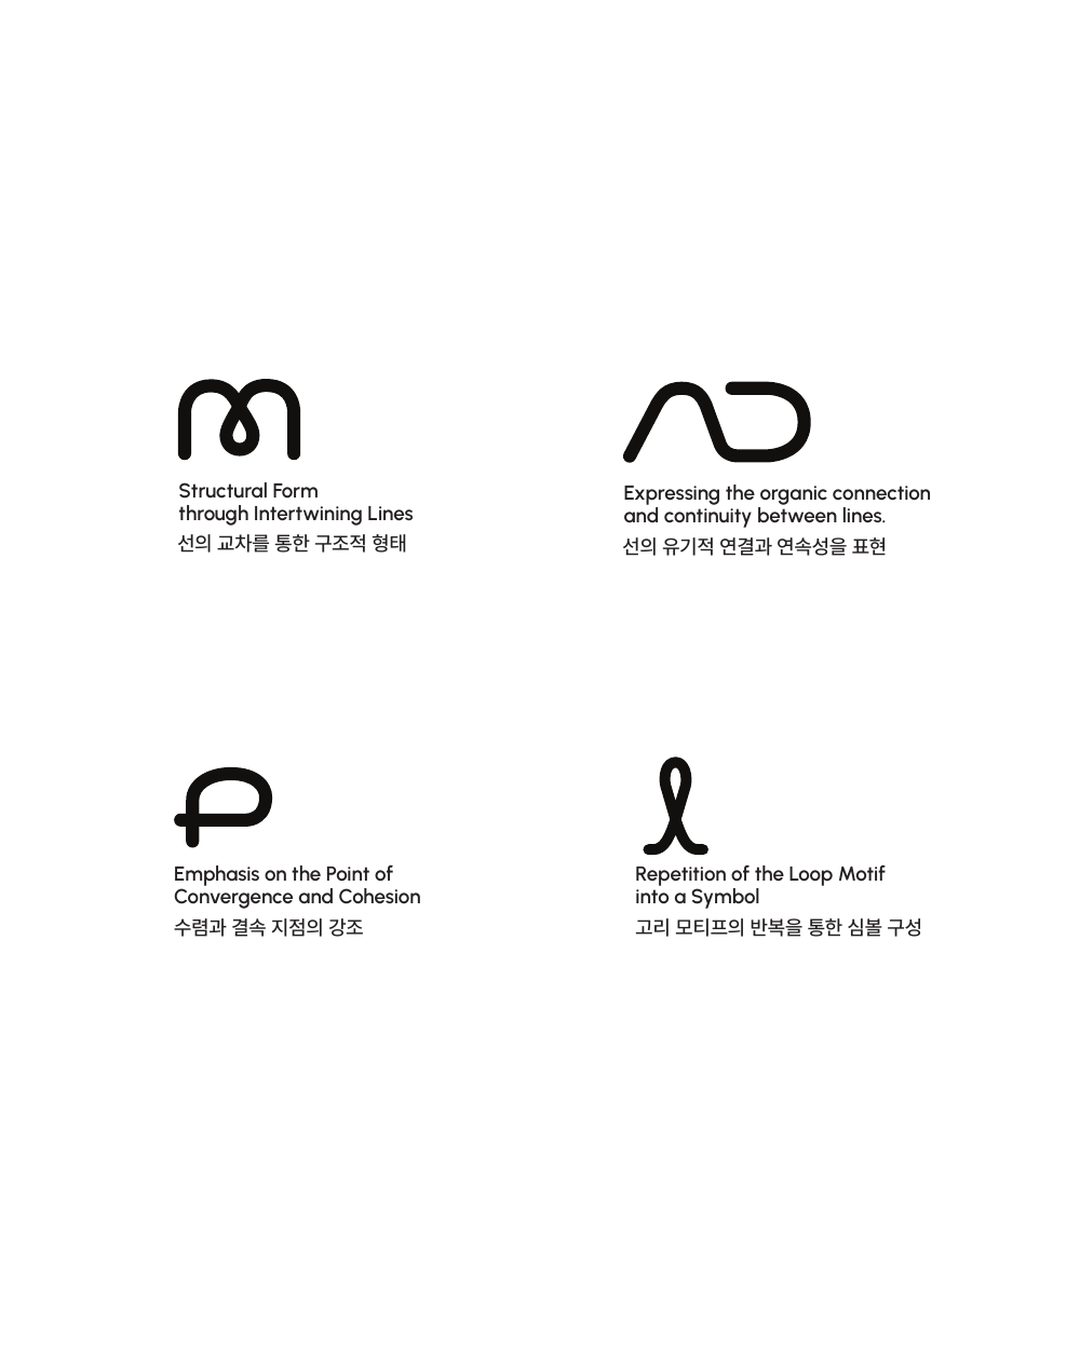 m
Structural Form
through Intertwining Lines
선의 교차를 통한 구조적 형태
AD
Expressing the organic connection
and continuity between lines.
선의 유기적 연결과 연속성을 표현
P
Emphasis on the Point of
Convergence and Cohesion
수렴과 결속 지점의 강조
l
Repetition of the Loop Motif
into a Symbol
고리 모티프의 반복을 통한 심볼 구성